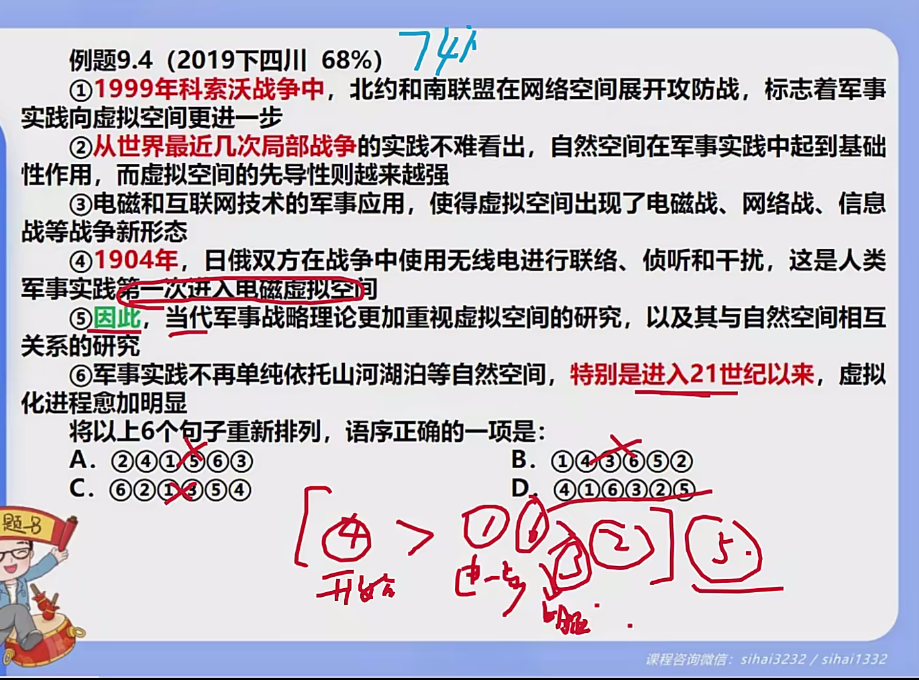 例题9.4（2019下四川 68%） 74%
①1999年科索沃战争中，北约和南联盟在网络空间展开攻防战，标志着军事
实践向虚拟空间更进一步
②从世界最近几次局部战争的实践不难看出，自然空间在军事实践中起到基础
性作用，而虚拟空间的先导性则越来越强
③电磁和互联网技术的军事应用，使得虚拟空间出现了电磁战、网络战、信息
战等战争新形态
④1904年，日俄双方在战争中使用无线电进行联络、侦听和干扰，这是人类
军事实践第一次进入电磁虚拟空间
⑤因此，当代军事战略理论更加重视虚拟空间的研究，以及其与自然空间相互
关系的研究
⑥军事实践不再单纯依托山河湖泊等自然空间，特别是进入21世纪以来，虚拟
化进程愈加明显
将以上6个句子重新排列，语序正确的一项是：
A. ②④①⑤⑥③
B. ①④③⑥⑤②
C. ⑥②①③⑤④
D. ④①⑥③②⑤
[④ > ① ② ] ⑤
开始
题-B
课程咨询微信：sihai3232 / sihai1332